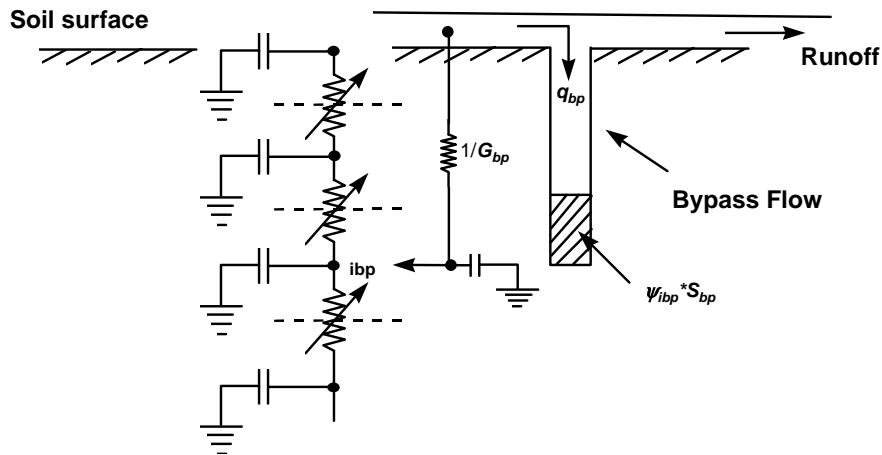 Soil surface
Runoff
q_bp
1/G_bp
Bypass Flow
ibp
ψ_ibp*S_bp